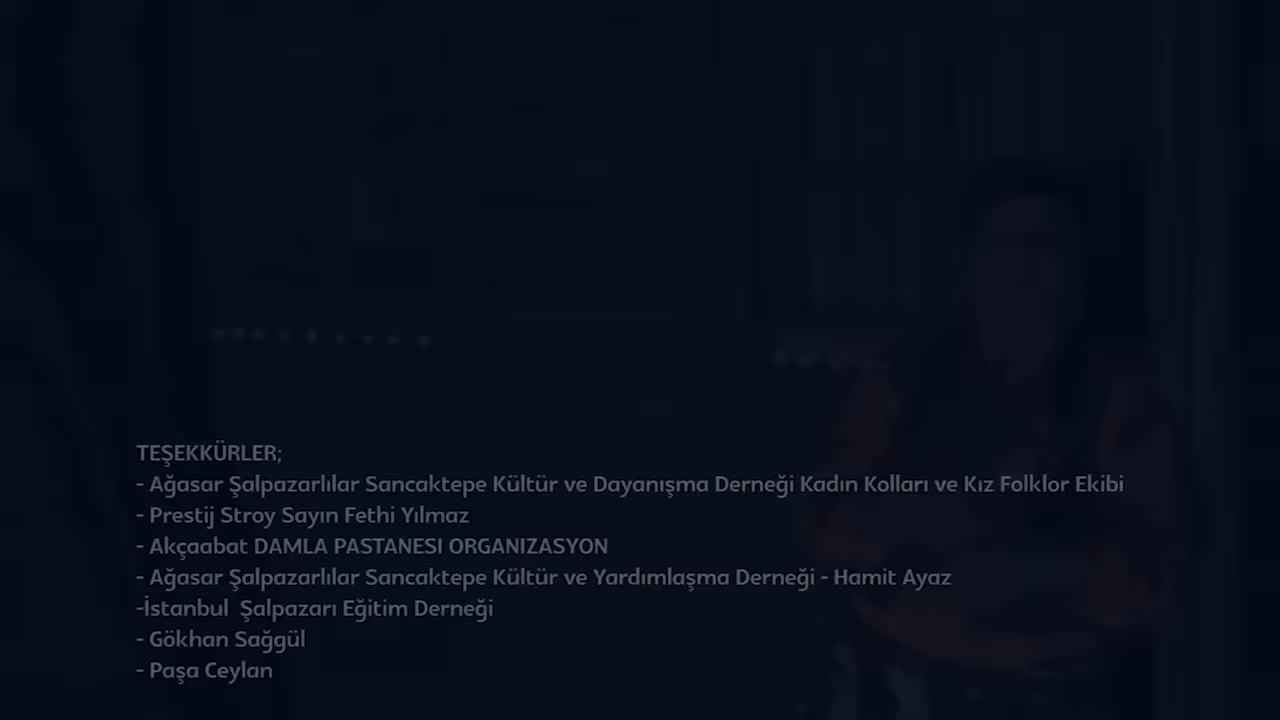 TEŞEKKÜRLER;
- Ağasar Şalpazarlılar Sancaktepe Kültür ve Dayanışma Derneği Kadın Kolları ve Kız Folklor Ekibi
- Prestij Stroy Sayın Fethi Yılmaz
- Akçaabat DAMLA PASTANESI ORGANIZASYON
- Ağasar Şalpazarlılar Sancaktepe Kültür ve Yardımlaşma Derneği - Hamit Ayaz
-İstanbul  Şalpazarı Eğitim Derneği
- Gökhan Sağgül
- Paşa Ceylan